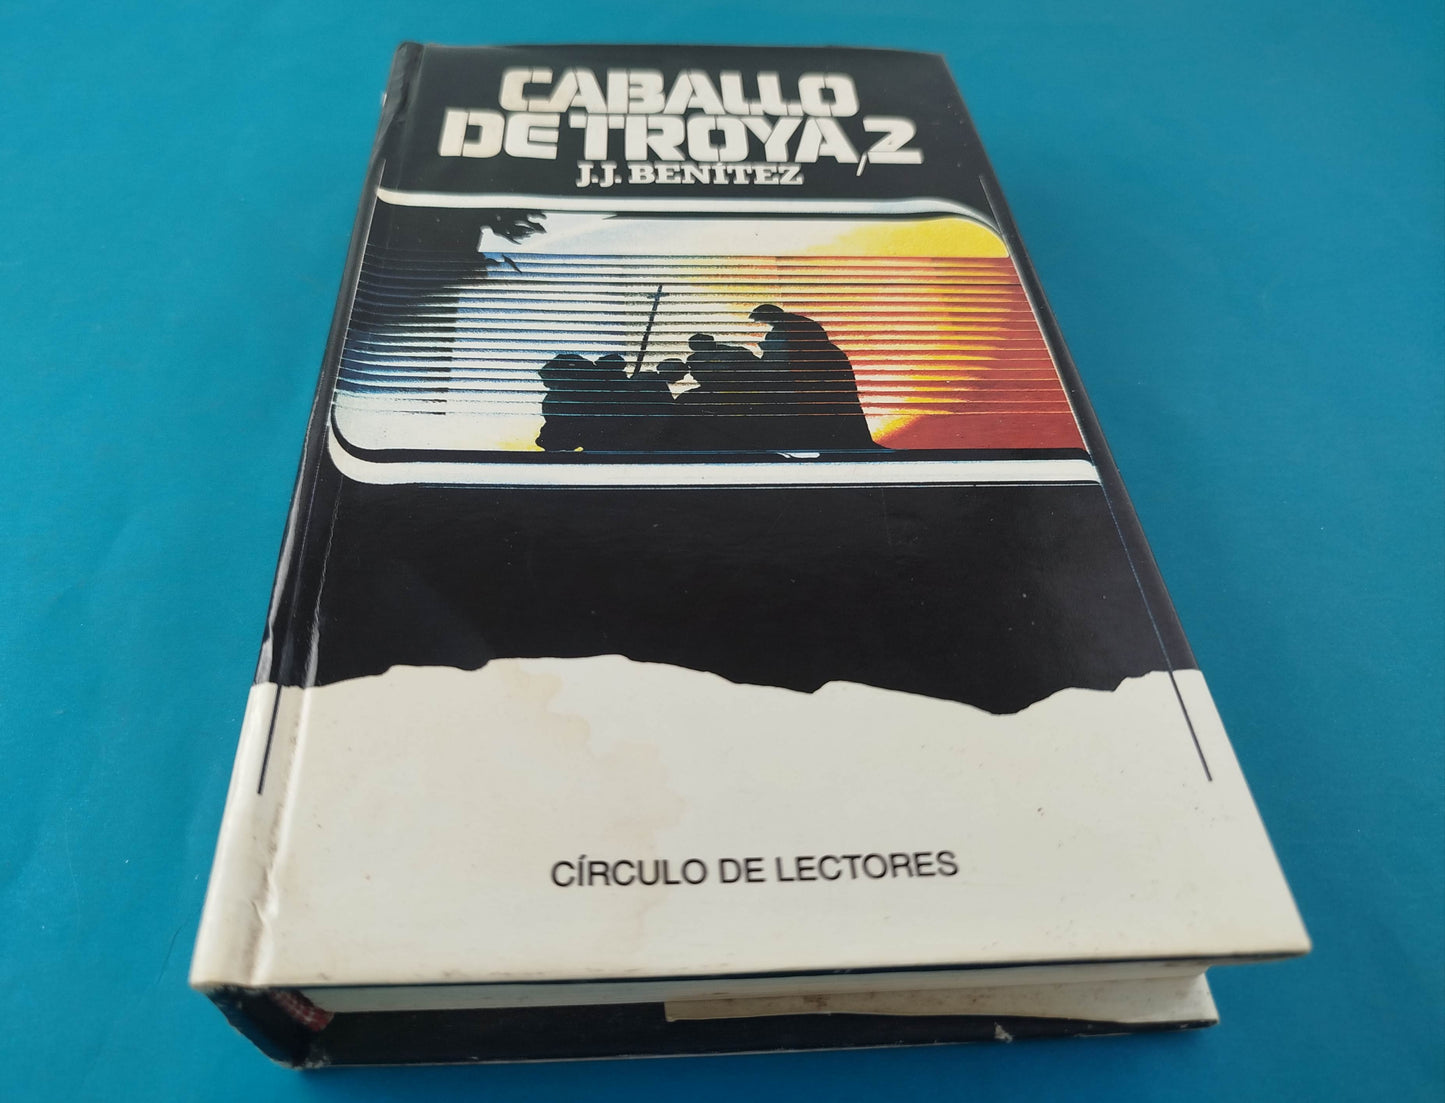 CABALLO
DE TROYA, 2
J.J. BENÍTEZ
CÍRCULO DE LECTORES